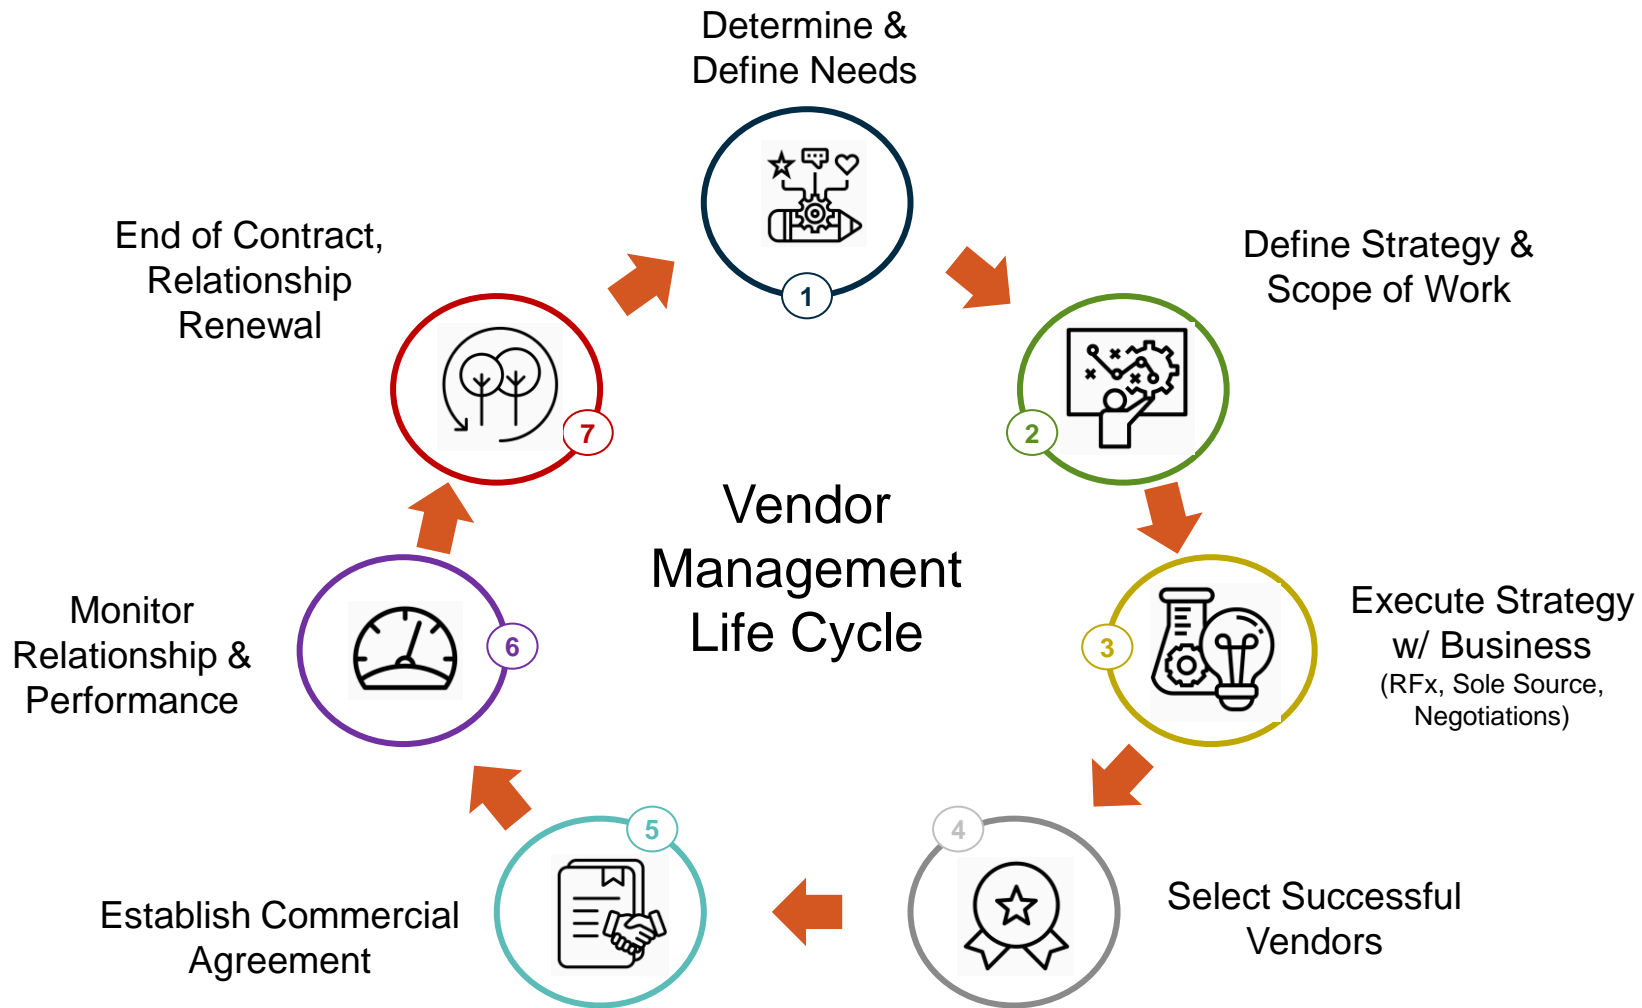 Determine &
Define Needs
1
Define Strategy &
Scope of Work
2
Execute Strategy
w/ Business
(RFx, Sole Source,
Negotiations)
3
Select Successful
Vendors
4
Establish Commercial
Agreement
5
Monitor
Relationship &
Performance
6
End of Contract,
Relationship
Renewal
7
Vendor
Management
Life Cycle